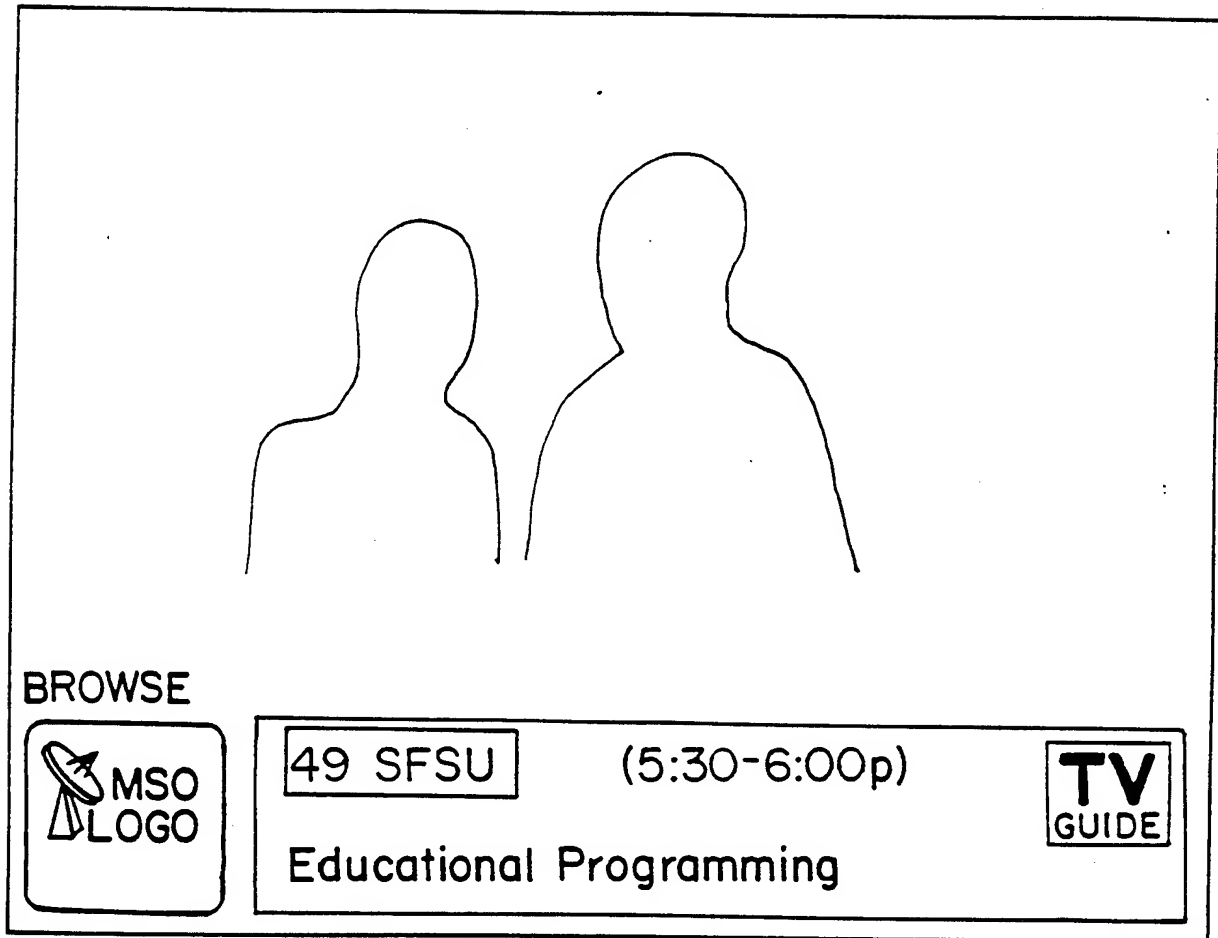 BROWSE
MSO
LOGO
49 SFSU (5:30-6:00p)
Educational Programming
TV
GUIDE